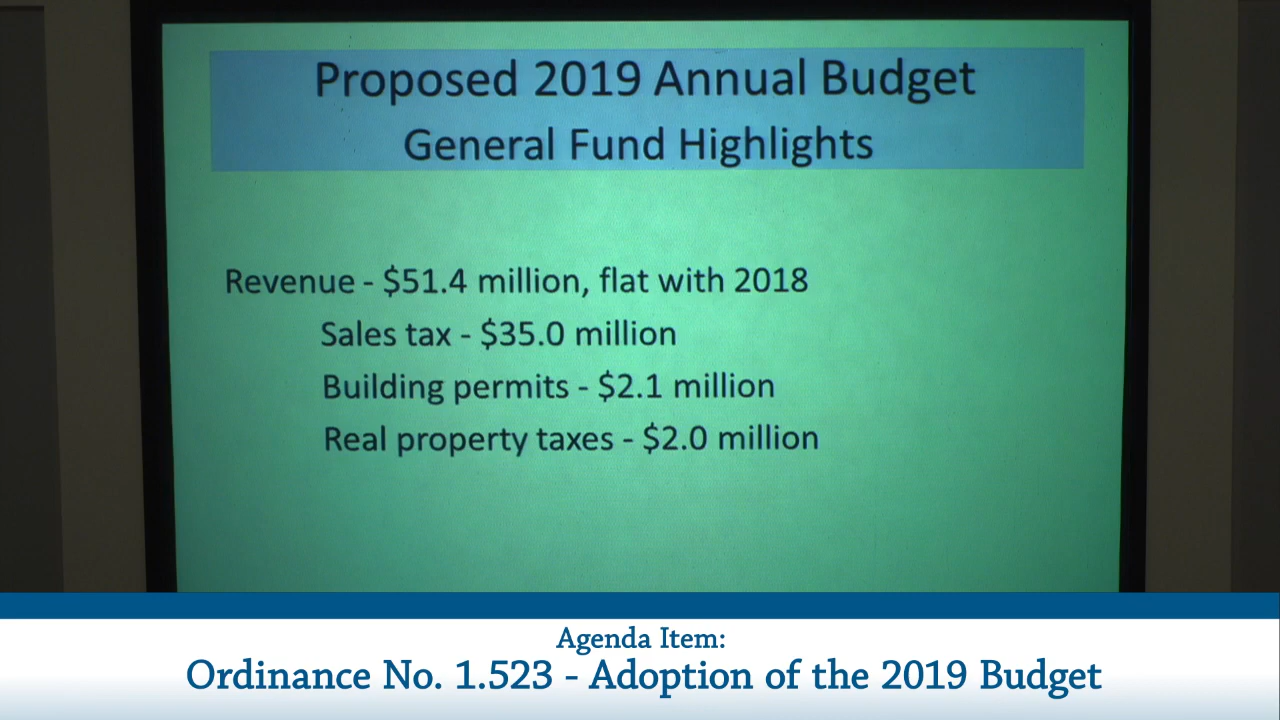 Proposed 2019 Annual Budget
General Fund Highlights
Revenue - $51.4 million, flat with 2018
Sales tax - $35.0 million
Building permits - $2.1 million
Real property taxes - $2.0 million
Agenda Item:
Ordinance No. 1.523 - Adoption of the 2019 Budget